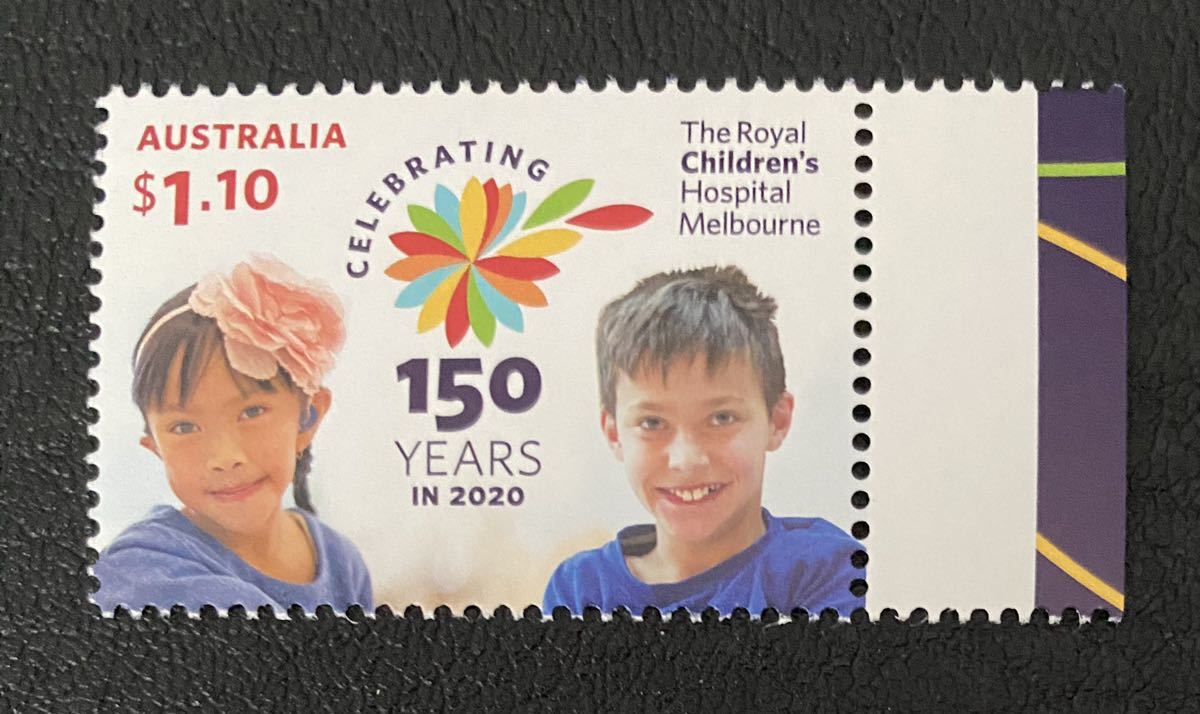 AUSTRALIA
$1.10
CELEBRATING
150
YEARS
IN 2020
The Royal
Children's
Hospital
Melbourne